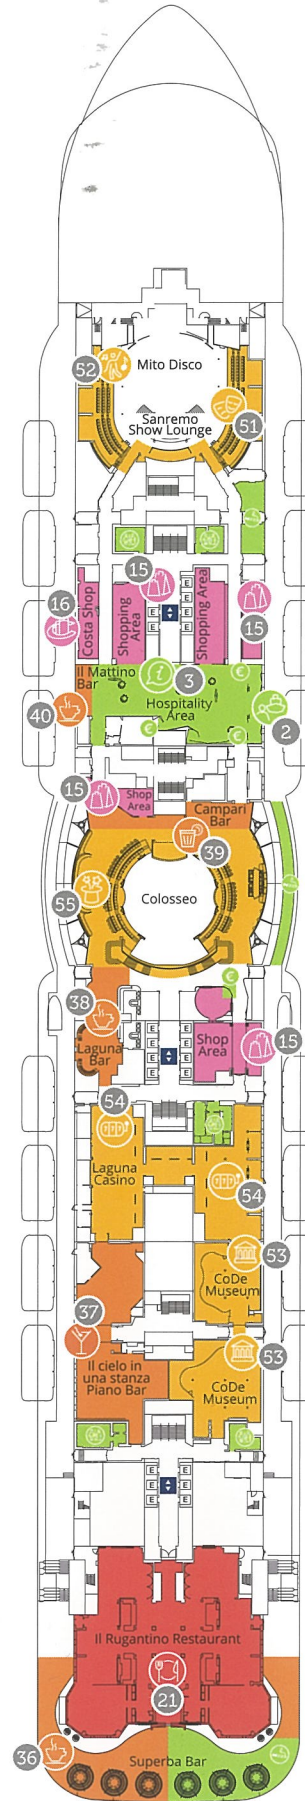 52
Mito Disco
Sanremo
Show Lounge
51
15
16
Costa Shop
Shopping
Area
Shopping Area
15
E
E
E
E
E
E
Il Mattino
Bar
40
3
Hospitality
Area
€
€
€
2
15
Shop
Area
Campari
Bar
39
55
Colosseo
€
38
Laguna
Bar
E
E
E
E
E
E
Shop
Area
15
54
Laguna
Casino
54
53
CoDe
Museum
37
Il cielo in
una stanza
Piano Bar
53
CoDe
Museum
E
E
E
E
E
E
Il Rugantino Restaurant
21
36
Superba Bar